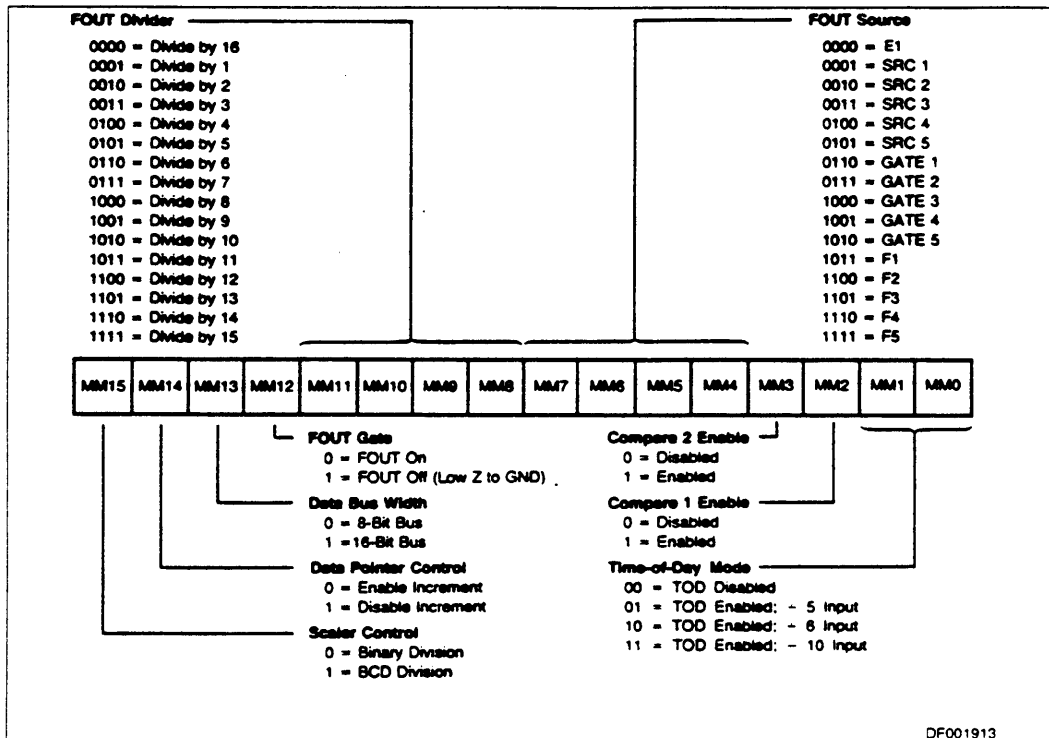 FOUT Divider
0000 = Divide by 16
0001 = Divide by 1
0010 = Divide by 2
0011 = Divide by 3
0100 = Divide by 4
0101 = Divide by 5
0110 = Divide by 6
0111 = Divide by 7
1000 = Divide by 8
1001 = Divide by 9
1010 = Divide by 10
1011 = Divide by 11
1100 = Divide by 12
1101 = Divide by 13
1110 = Divide by 14
1111 = Divide by 15
FOUT Source
0000 = E1
0001 = SRC 1
0010 = SRC 2
0011 = SRC 3
0100 = SRC 4
0101 = SRC 5
0110 = GATE 1
0111 = GATE 2
1000 = GATE 3
1001 = GATE 4
1010 = GATE 5
1011 = F1
1100 = F2
1101 = F3
1110 = F4
1111 = F5
MM15 MM14 MM13 MM12 MM11 MM10 MM9 MM8 MM7 MM6 MM5 MM4 MM3 MM2 MM1 MM0
FOUT Gate
0 = FOUT On
1 = FOUT Off (Low Z to GND)
Data Bus Width
0 = 8-Bit Bus
1 =16-Bit Bus
Data Pointer Control
0 = Enable Increment
1 = Disable Increment
Scaler Control
0 = Binary Division
1 = BCD Division
Compare 2 Enable
0 = Disabled
1 = Enabled
Compare 1 Enable
0 = Disabled
1 = Enabled
Time-of-Day Mode
00 = TOD Disabled
01 = TOD Enabled; ÷ 5 Input
10 = TOD Enabled; ÷ 6 Input
11 = TOD Enabled; ÷ 10 Input
DF001913